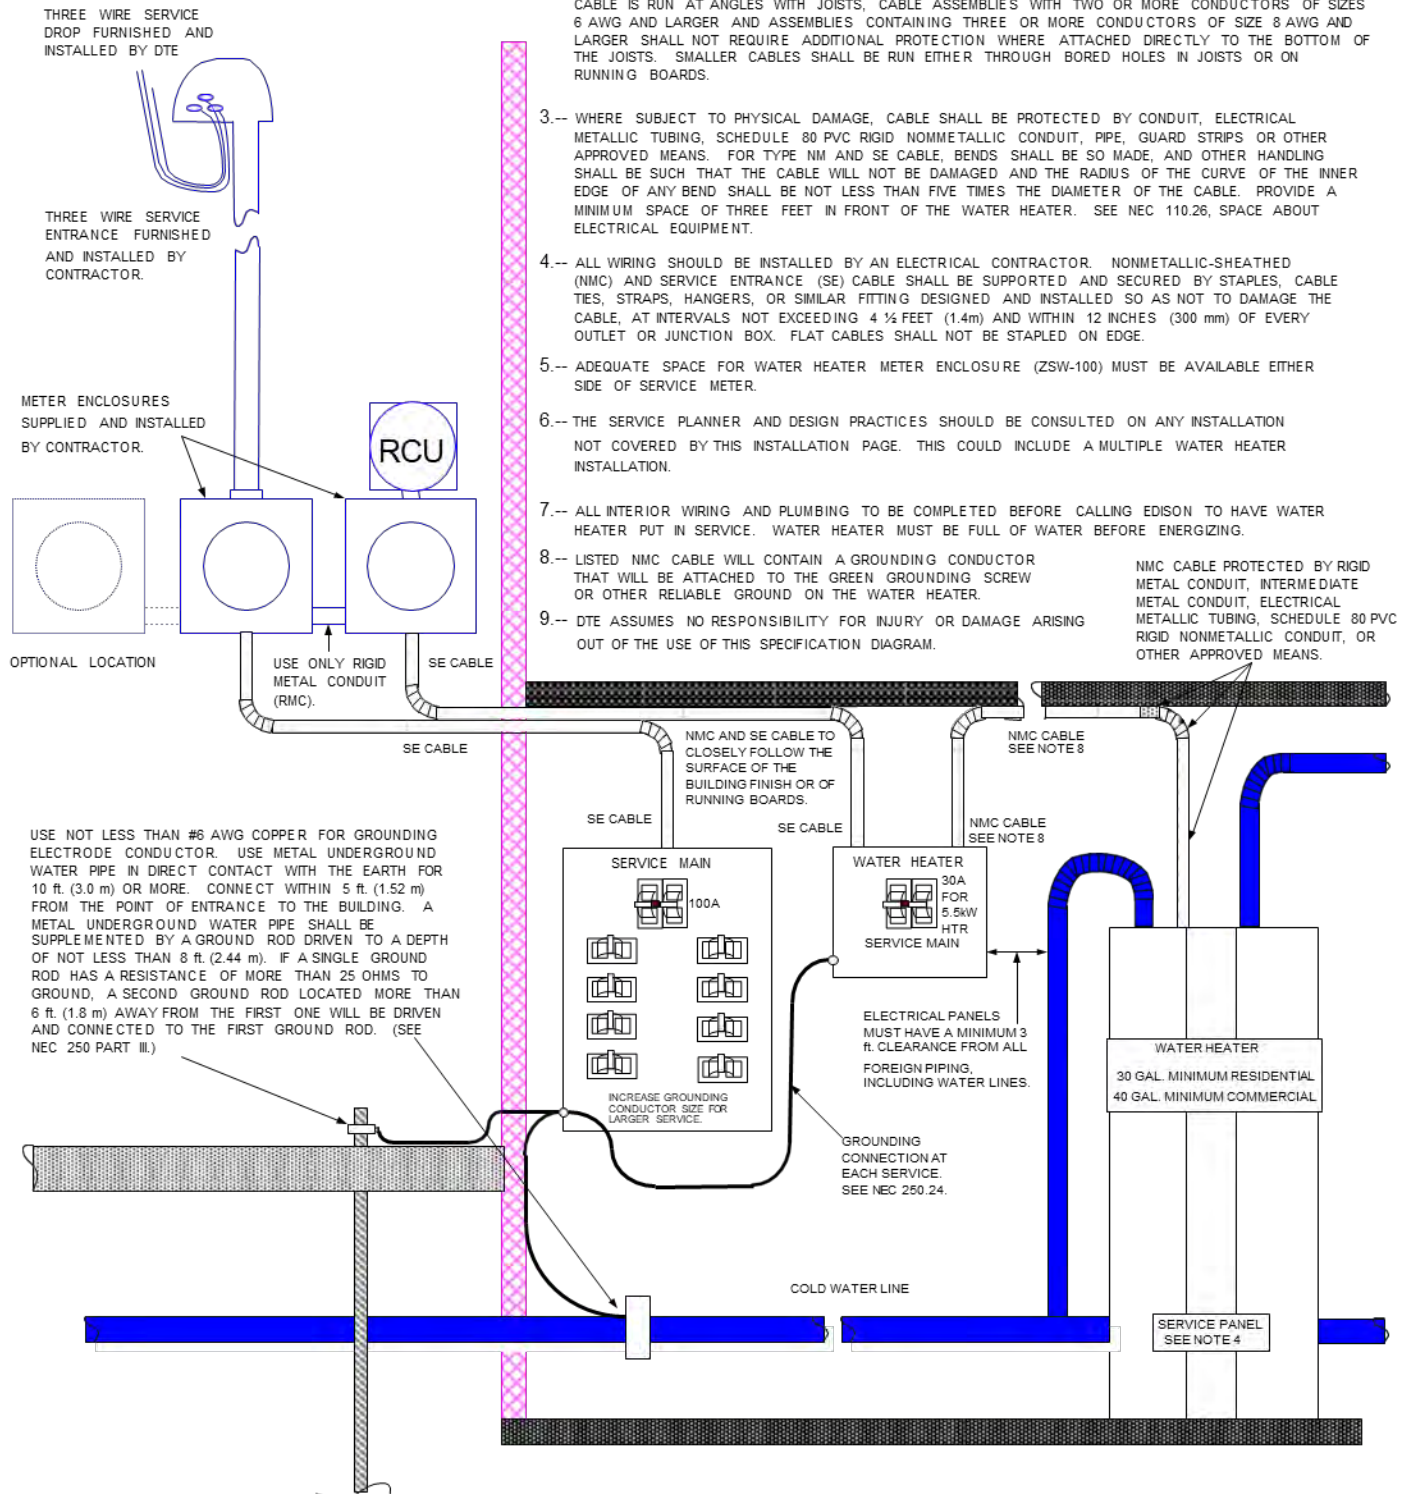 CABLE IS RUN AT ANGLES WITH JOISTS, CABLE ASSEMBLIES WITH TWO OR MORE CONDUCTORS OF SIZES
6 AWG AND LARGER AND ASSEMBLIES CONTAINING THREE OR MORE CONDUCTORS OF SIZE 8 AWG AND
LARGER SHALL NOT REQUIRE ADDITIONAL PROTECTION WHERE ATTACHED DIRECTLY TO THE BOTTOM OF
THE JOISTS. SMALLER CABLES SHALL BE RUN EITHER THROUGH BORED HOLES IN JOISTS OR ON
RUNNING BOARDS.
3.-- WHERE SUBJECT TO PHYSICAL DAMAGE, CABLE SHALL BE PROTECTED BY CONDUIT, ELECTRICAL
METALLIC TUBING, SCHEDULE 80 PVC RIGID NOMMETALLIC CONDUIT, PIPE, GUARD STRIPS OR OTHER
APPROVED MEANS. FOR TYPE NM AND SE CABLE, BENDS SHALL BE SO MADE, AND OTHER HANDLING
SHALL BE SUCH THAT THE CABLE WILL NOT BE DAMAGED AND THE RADIUS OF THE CURVE OF THE INNER
EDGE OF ANY BEND SHALL BE NOT LESS THAN FIVE TIMES THE DIAMETER OF THE CABLE. PROVIDE A
MINIMUM SPACE OF THREE FEET IN FRONT OF THE WATER HEATER. SEE NEC 110.26, SPACE ABOUT
ELECTRICAL EQUIPMENT.
4.-- ALL WIRING SHOULD BE INSTALLED BY AN ELECTRICAL CONTRACTOR. NONMETALLIC-SHEATHED
(NMC) AND SERVICE ENTRANCE (SE) CABLE SHALL BE SUPPORTED AND SECURED BY STAPLES, CABLE
TIES, STRAPS, HANGERS, OR SIMILAR FITTING DESIGNED AND INSTALLED SO AS NOT TO DAMAGE THE
CABLE, AT INTERVALS NOT EXCEEDING 4 ½ FEET (1.4m) AND WITHIN 12 INCHES (300 mm) OF EVERY
OUTLET OR JUNCTION BOX. FLAT CABLES SHALL NOT BE STAPLED ON EDGE.
5.-- ADEQUATE SPACE FOR WATER HEATER METER ENCLOSURE (ZSW-100) MUST BE AVAILABLE EITHER
SIDE OF SERVICE METER.
6.-- THE SERVICE PLANNER AND DESIGN PRACTICES SHOULD BE CONSULTED ON ANY INSTALLATION
NOT COVERED BY THIS INSTALLATION PAGE. THIS COULD INCLUDE A MULTIPLE WATER HEATER
INSTALLATION.
7.-- ALL INTERIOR WIRING AND PLUMBING TO BE COMPLETED BEFORE CALLING EDISON TO HAVE WATER
HEATER PUT IN SERVICE. WATER HEATER MUST BE FULL OF WATER BEFORE ENERGIZING.
8.-- LISTED NMC CABLE WILL CONTAIN A GROUNDING CONDUCTOR
THAT WILL BE ATTACHED TO THE GREEN GROUNDING SCREW
OR OTHER RELIABLE GROUND ON THE WATER HEATER.
9.-- DTE ASSUMES NO RESPONSIBILITY FOR INJURY OR DAMAGE ARISING
OUT OF THE USE OF THIS SPECIFICATION DIAGRAM.
THREE WIRE SERVICE
DROP FURNISHED AND
INSTALLED BY DTE
THREE WIRE SERVICE
ENTRANCE FURNISHED
AND INSTALLED BY
CONTRACTOR.
METER ENCLOSURES
SUPPLIED AND INSTALLED
BY CONTRACTOR.
RCU
OPTIONAL LOCATION
USE ONLY RIGID
METAL CONDUIT
(RMC).
SE CABLE
SE CABLE
NMC CABLE PROTECTED BY RIGID
METAL CONDUIT, INTERMEDIATE
METAL CONDUIT, ELECTRICAL
METALLIC TUBING, SCHEDULE 80 PVC
RIGID NONMETALLIC CONDUIT, OR
OTHER APPROVED MEANS.
NMC AND SE CABLE TO
CLOSELY FOLLOW THE
SURFACE OF THE
BUILDING FINISH OR OF
RUNNING BOARDS.
NMC CABLE
SEE NOTE 8
SE CABLE
SE CABLE
NMC CABLE
SEE NOTE 8
USE NOT LESS THAN #6 AWG COPPER FOR GROUNDING
ELECTRODE CONDUCTOR. USE METAL UNDERGROUND
WATER PIPE IN DIRECT CONTACT WITH THE EARTH FOR
10 ft. (3.0 m) OR MORE. CONNECT WITHIN 5 ft. (1.52 m)
FROM THE POINT OF ENTRANCE TO THE BUILDING. A
METAL UNDERGROUND WATER PIPE SHALL BE
SUPPLEMENTED BY A GROUND ROD DRIVEN TO A DEPTH
OF NOT LESS THAN 8 ft. (2.44 m). IF A SINGLE GROUND
ROD HAS A RESISTANCE OF MORE THAN 25 OHMS TO
GROUND, A SECOND GROUND ROD LOCATED MORE THAN
6 ft. (1.8 m) AWAY FROM THE FIRST ONE WILL BE DRIVEN
AND CONNECTED TO THE FIRST GROUND ROD. (SEE
NEC 250 PART III.)
SERVICE MAIN
100A
INCREASE GROUNDING
CONDUCTOR SIZE FOR
LARGER SERVICE.
WATER HEATER
30A
FOR
5.5kW
HTR
SERVICE MAIN
ELECTRICAL PANELS
MUST HAVE A MINIMUM 3
ft. CLEARANCE FROM ALL
FOREIGN PIPING,
INCLUDING WATER LINES.
GROUNDING
CONNECTION AT
EACH SERVICE.
SEE NEC 250.24.
WATER HEATER
30 GAL. MINIMUM RESIDENTIAL
40 GAL. MINIMUM COMMERCIAL
COLD WATER LINE
SERVICE PANEL
SEE NOTE 4